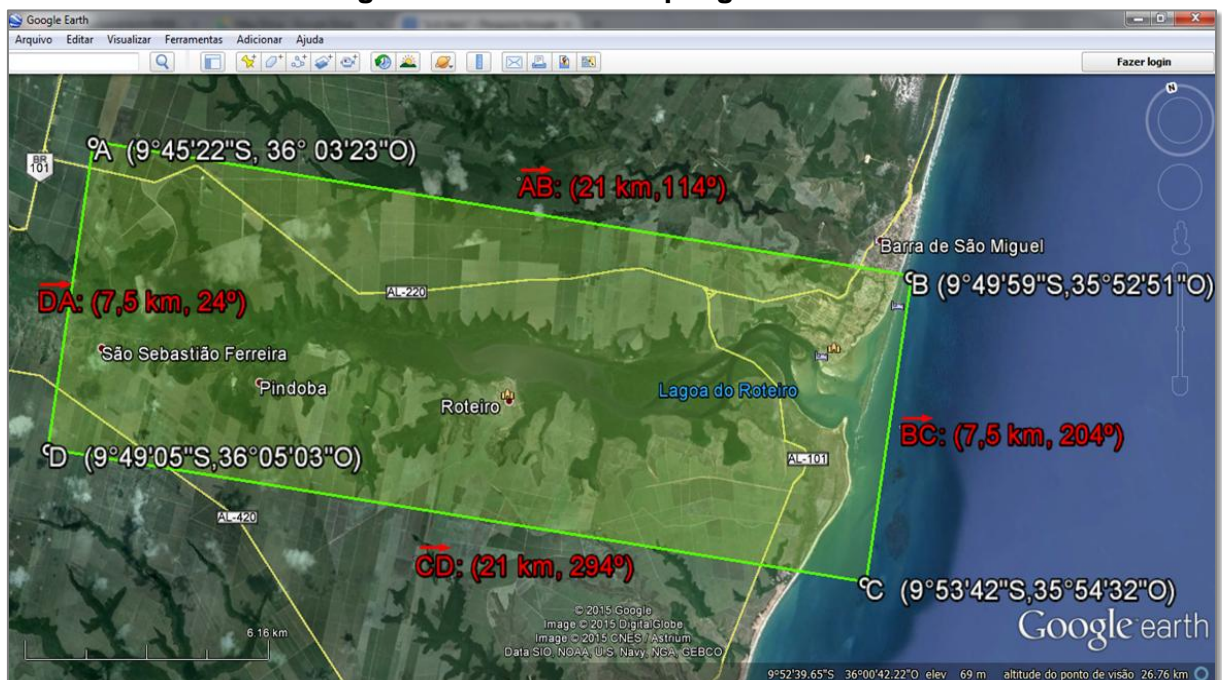 Google Earth
Arquivo Editar Visualizar Ferramentas Adicionar Ajuda
Fazer login
N
BR
101
A (9°45'22"S, 36° 03'23"O)
AB: (21 km,114º)
Barra de São Miguel
B (9°49'59"S,35°52'51"O)
AL-220
DA: (7,5 km, 24º)
São Sebastião Ferreira
Pindoba
Roteiro
Lagoa do Roteiro
BC: (7,5 km, 204º)
D (9°49'05"S,36°05'03"O)
AL-101
AL-420
CD: (21 km, 294º)
C (9°53'42"S,35°54'32"O)
© 2015 Google
Image © 2015 DigitalGlobe
Image © 2015 CNES / Astrium
Data SIO, NOAA, U.S. Navy, NGA, GEBCO
Google earth
6.16 km
9°52'39.65"S 36°00'42.22"O elev 69 m altitude do ponto de visão 26.76 km